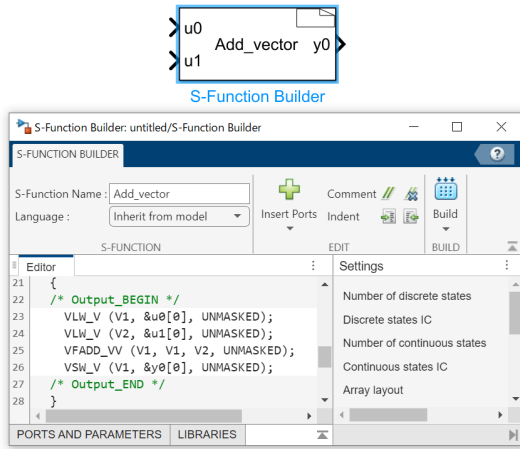 u0
Add_vector y0
u1
S-Function Builder
S-Function Builder: untitled/S-Function Builder
S-FUNCTION BUILDER
?
S-Function Name : Add_vector
Language : Inherit from model
Insert Ports
Comment //
Indent
Build
S-FUNCTION
EDIT
BUILD
Editor
Settings
21 {
22 /* Output_BEGIN */
23 VLW_V (V1, &u0[0], UNMASKED);
24 VLW_V (V2, &u1[0], UNMASKED);
25 VFADD_VV (V1, V1, V2, UNMASKED);
26 VSW_V (V1, &y0[0], UNMASKED);
27 /* Output_END */
28 }
Number of discrete states
Discrete states IC
Number of continuous states
Continuous states IC
Array layout
PORTS AND PARAMETERS
LIBRARIES